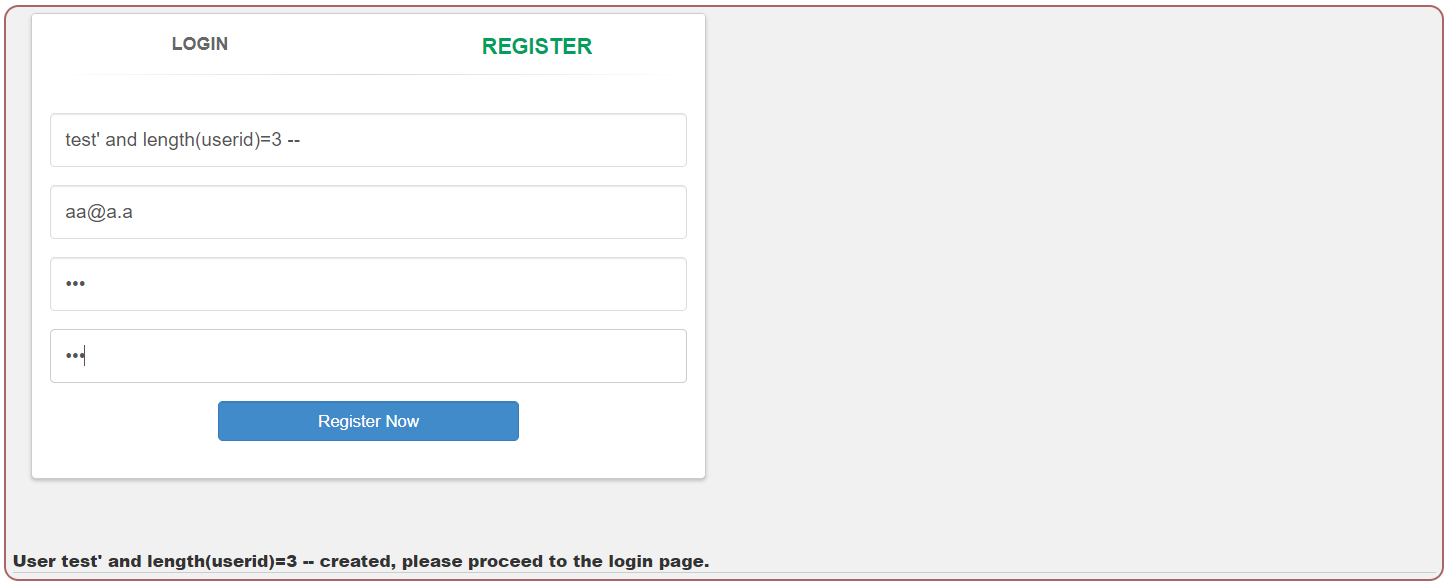 LOGIN REGISTER
test' and length(userid)=3 --
aa@a.a
•••
•••
Register Now
User test' and length(userid)=3 -- created, please proceed to the login page.